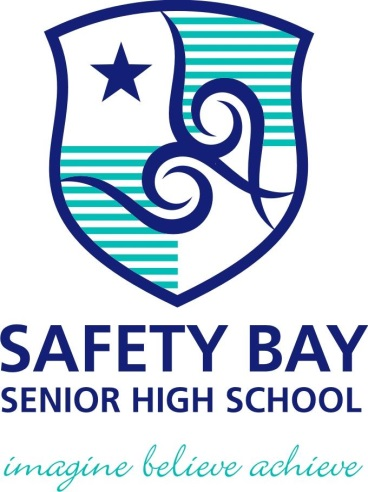 SAFETY BAY
SENIOR HIGH SCHOOL
imagine believe achieve